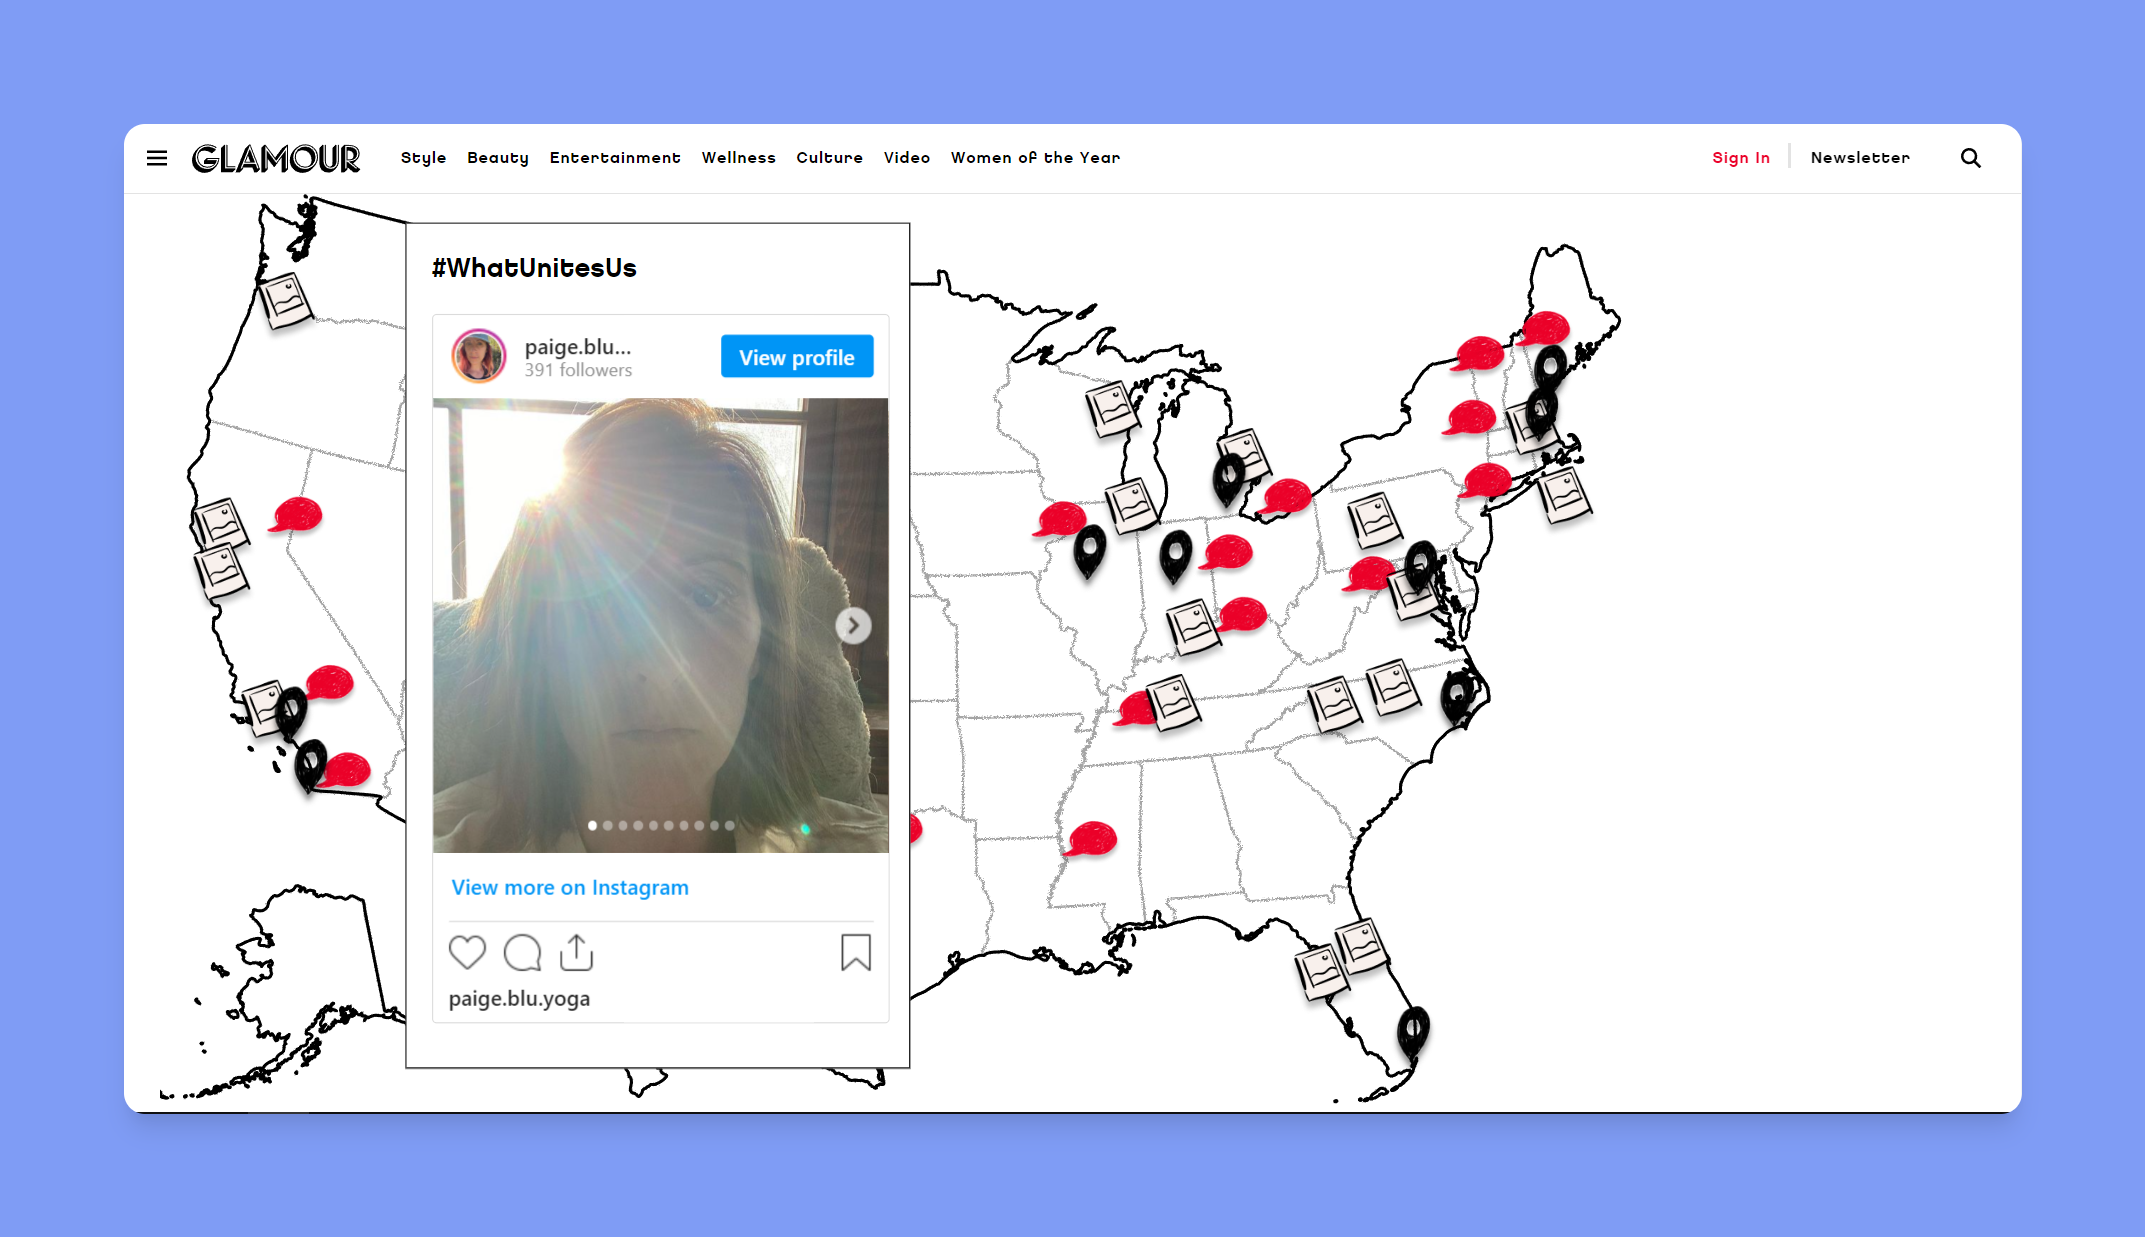 GLAMOUR
Style Beauty Entertainment Wellness Culture Video Women of the Year
Sign In Newsletter
#WhatUnitesUs
paige.blu...
391 followers
View profile
View more on Instagram
paige.blu.yoga